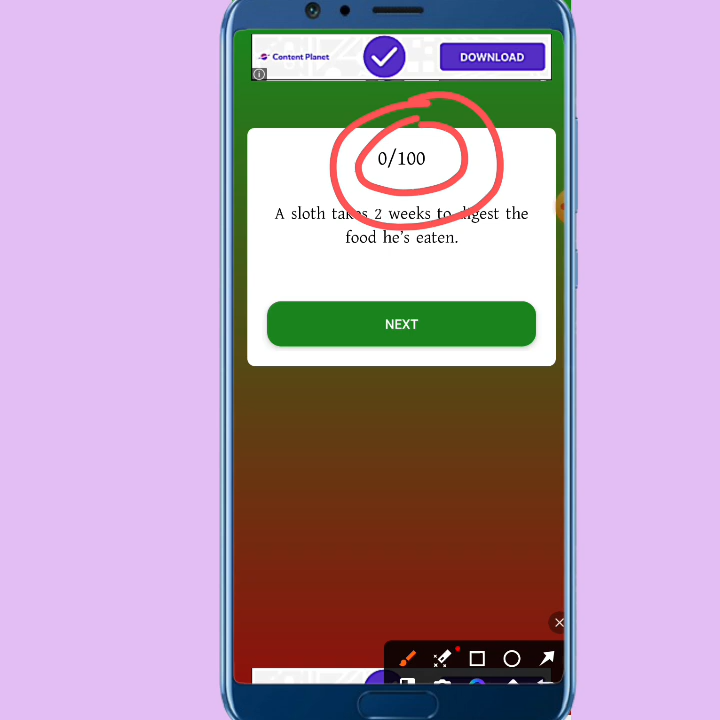 Content Planet
DOWNLOAD
0/100
A sloth takes 2 weeks to digest the
food he's eaten.
NEXT